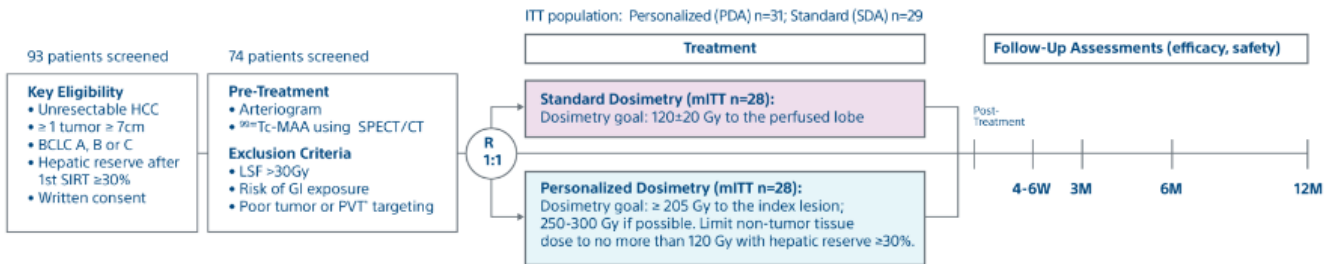 ITT population: Personalized (PDA) n=31; Standard (SDA) n=29
93 patients screened
74 patients screened
Treatment
Follow-Up Assessments (efficacy, safety)
Key Eligibility
• Unresectable HCC
• ≥ 1 tumor ≥ 7cm
• BCLC A, B or C
• Hepatic reserve after
1st SIRT ≥30%
• Written consent
Pre-Treatment
• Arteriogram
• ⁹⁹ᵐTc-MAA using SPECT/CT
Exclusion Criteria
• LSF >30Gy
• Risk of GI exposure
• Poor tumor or PVT* targeting
R
1:1
Standard Dosimetry (mITT n=28):
Dosimetry goal: 120±20 Gy to the perfused lobe
Personalized Dosimetry (mITT n=28):
Dosimetry goal: ≥ 205 Gy to the index lesion;
250-300 Gy if possible. Limit non-tumor tissue
dose to no more than 120 Gy with hepatic reserve ≥30%.
Post-
Treatment
4-6W
3M
6M
12M